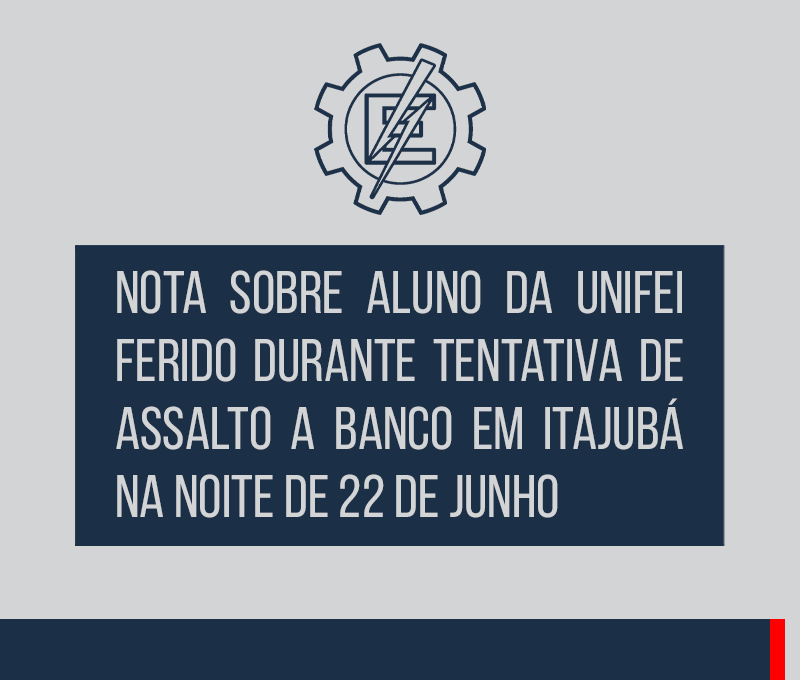 NOTA SOBRE ALUNO DA UNIFEI
FERIDO DURANTE TENTATIVA DE
ASSALTO A BANCO EM ITAJUBÁ
NA NOITE DE 22 DE JUNHO